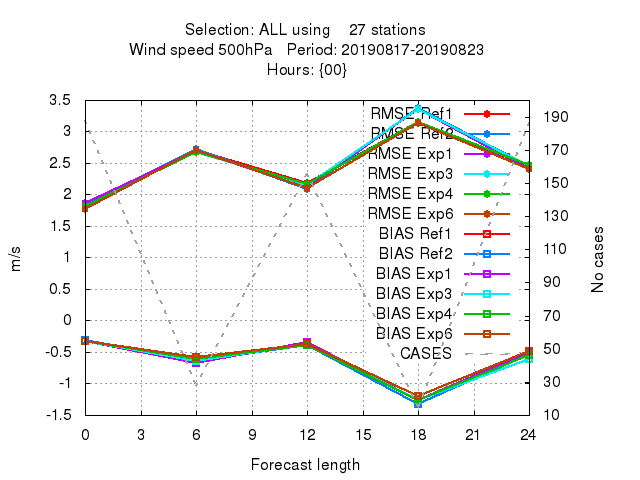 Selection: ALL using    27 stations
Wind speed 500hPa   Period: 20190817-20190823
Hours: {00}
3.5
3
2.5
2
1.5
1
0.5
0
-0.5
-1
-1.5
m/s
RMSE Ref1
RMSE Ref2
RMSE Exp1
RMSE Exp3
RMSE Exp4
RMSE Exp6
BIAS Ref1
BIAS Ref2
BIAS Exp1
BIAS Exp3
BIAS Exp4
BIAS Exp6
CASES
190
170
150
130
110
90
70
50
30
10
No cases
0 3 6 9 12 15 18 21 24
Forecast length